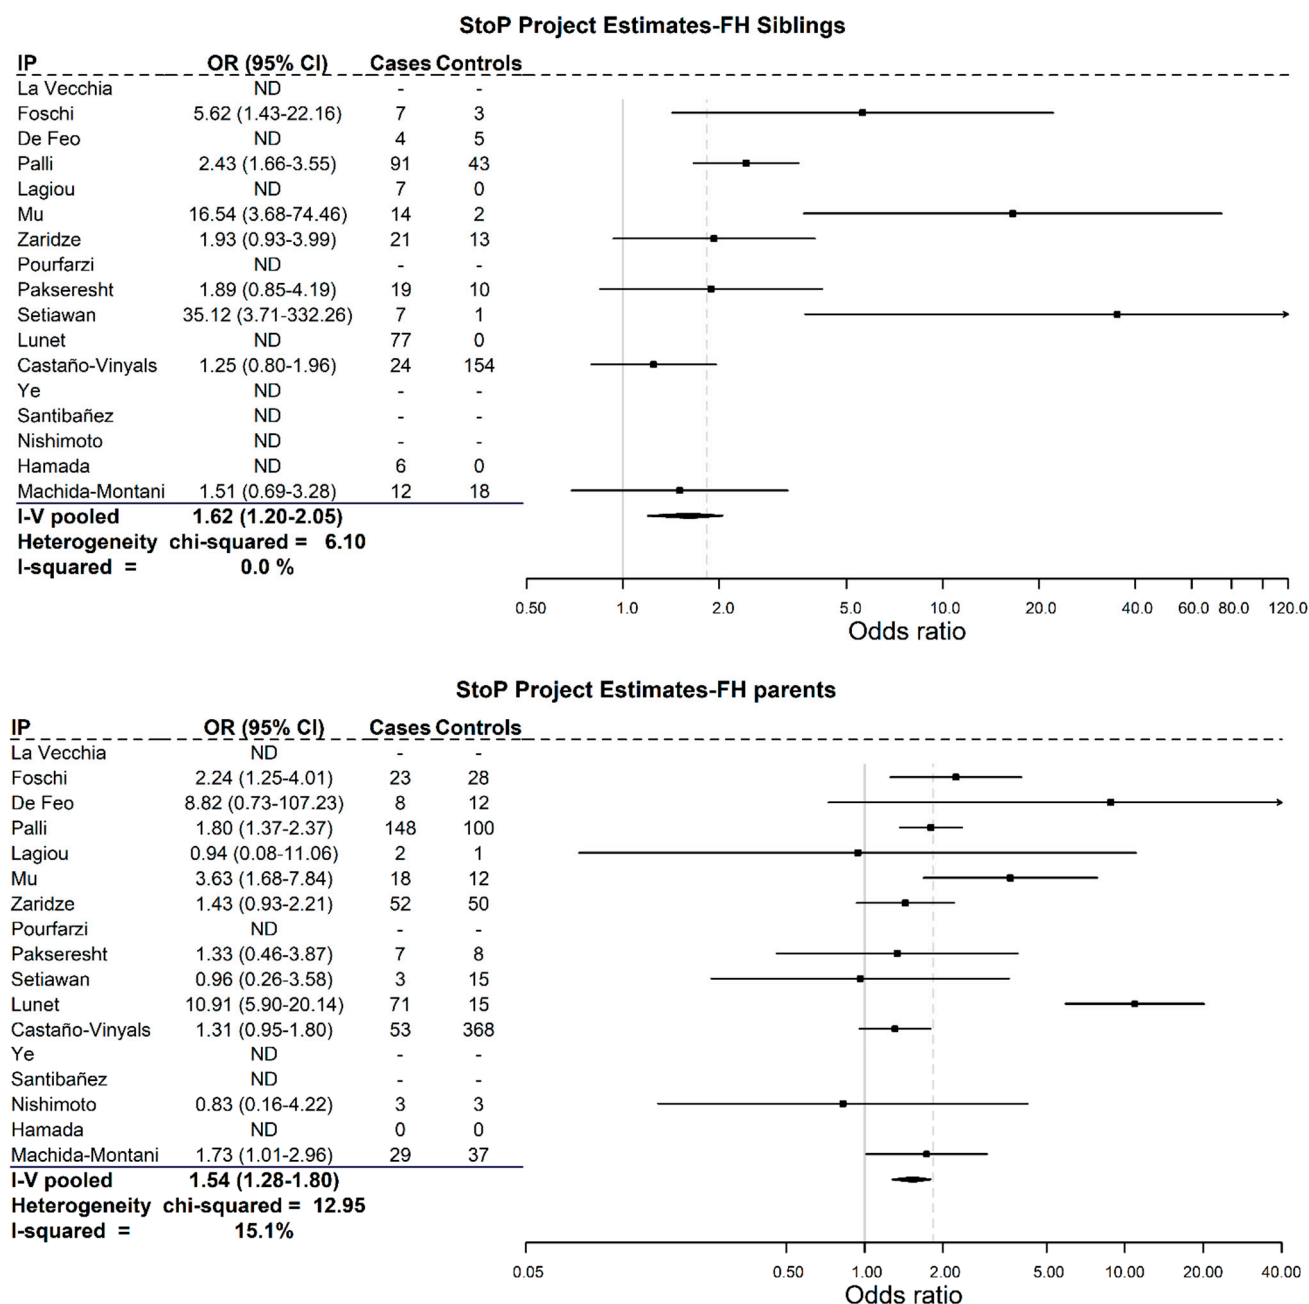 StoP Project Estimates-FH Siblings
IP OR (95% CI) Cases Controls
La Vecchia ND - -
Foschi 5.62 (1.43-22.16) 7 3
De Feo ND 4 5
Palli 2.43 (1.66-3.55) 91 43
Lagiou ND 7 0
Mu 16.54 (3.68-74.46) 14 2
Zaridze 1.93 (0.93-3.99) 21 13
Pourfarzi ND - -
Pakseresht 1.89 (0.85-4.19) 19 10
Setiawan 35.12 (3.71-332.26) 7 1
Lunet ND 77 0
Castaño-Vinyals 1.25 (0.80-1.96) 24 154
Ye ND - -
Santibañez ND - -
Nishimoto ND - -
Hamada ND 6 0
Machida-Montani 1.51 (0.69-3.28) 12 18
I-V pooled 1.62 (1.20-2.05)
Heterogeneity chi-squared = 6.10
I-squared = 0.0 %
0.50 1.0 2.0 5.0 10.0 20.0 40.0 60.0 80.0 120.0
Odds ratio
StoP Project Estimates-FH parents
IP OR (95% CI) Cases Controls
La Vecchia ND - -
Foschi 2.24 (1.25-4.01) 23 28
De Feo 8.82 (0.73-107.23) 8 12
Palli 1.80 (1.37-2.37) 148 100
Lagiou 0.94 (0.08-11.06) 2 1
Mu 3.63 (1.68-7.84) 18 12
Zaridze 1.43 (0.93-2.21) 52 50
Pourfarzi ND - -
Pakseresht 1.33 (0.46-3.87) 7 8
Setiawan 0.96 (0.26-3.58) 3 15
Lunet 10.91 (5.90-20.14) 71 15
Castaño-Vinyals 1.31 (0.95-1.80) 53 368
Ye ND - -
Santibañez ND - -
Nishimoto 0.83 (0.16-4.22) 3 3
Hamada ND 0 0
Machida-Montani 1.73 (1.01-2.96) 29 37
I-V pooled 1.54 (1.28-1.80)
Heterogeneity chi-squared = 12.95
I-squared = 15.1%
0.05 0.50 1.00 2.00 5.00 10.00 20.00 40.00
Odds ratio